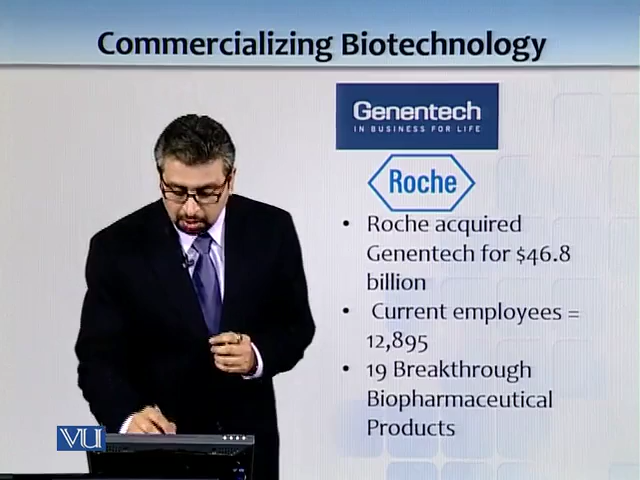 Commercializing Biotechnology
Genentech
IN BUSINESS FOR LIFE
Roche
• Roche acquired
Genentech for $46.8
billion
• Current employees =
12,895
• 19 Breakthrough
Biopharmaceutical
Products
VU